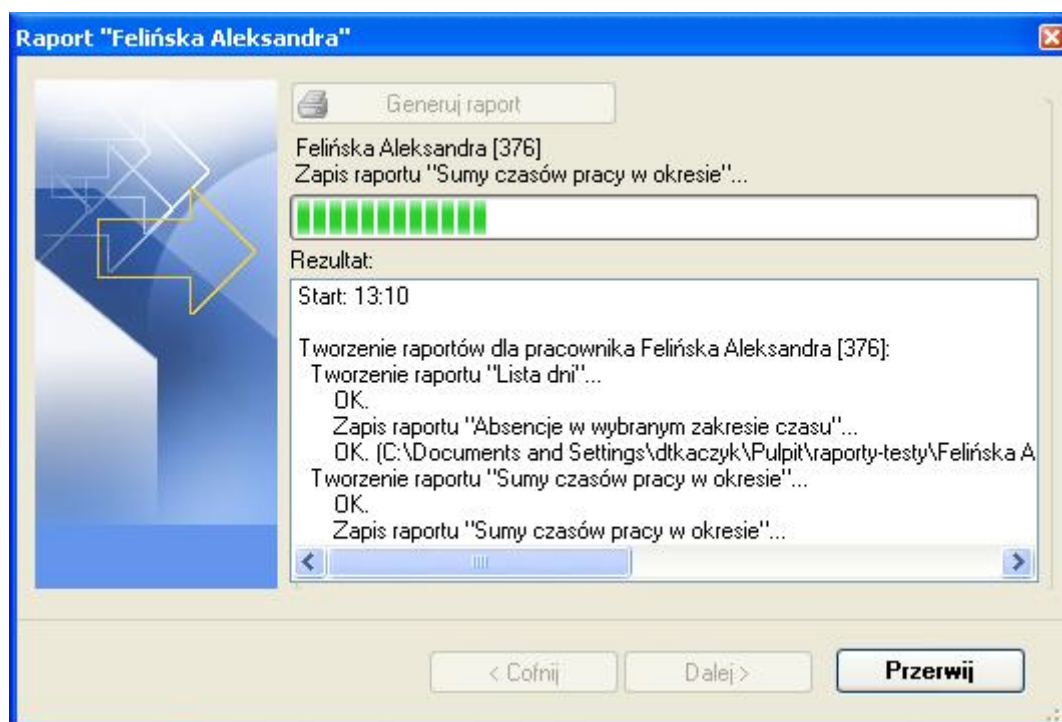 Raport "Felińska Aleksandra"
Generuj raport
Felińska Aleksandra [376]
Zapis raportu "Sumy czasów pracy w okresie"...
Rezultat:
Start: 13:10
Tworzenie raportów dla pracownika Felińska Aleksandra [376]:
Tworzenie raportu "Lista dni"...
OK.
Zapis raportu "Absencje w wybranym zakresie czasu"...
OK. (C:\Documents and Settings\dtkaczyk\Pulpit\raporty-testy\Felińska A
Tworzenie raportu "Sumy czasów pracy w okresie"...
OK.
Zapis raportu "Sumy czasów pracy w okresie"...
< Cofnij
Dalej >
Przerwij